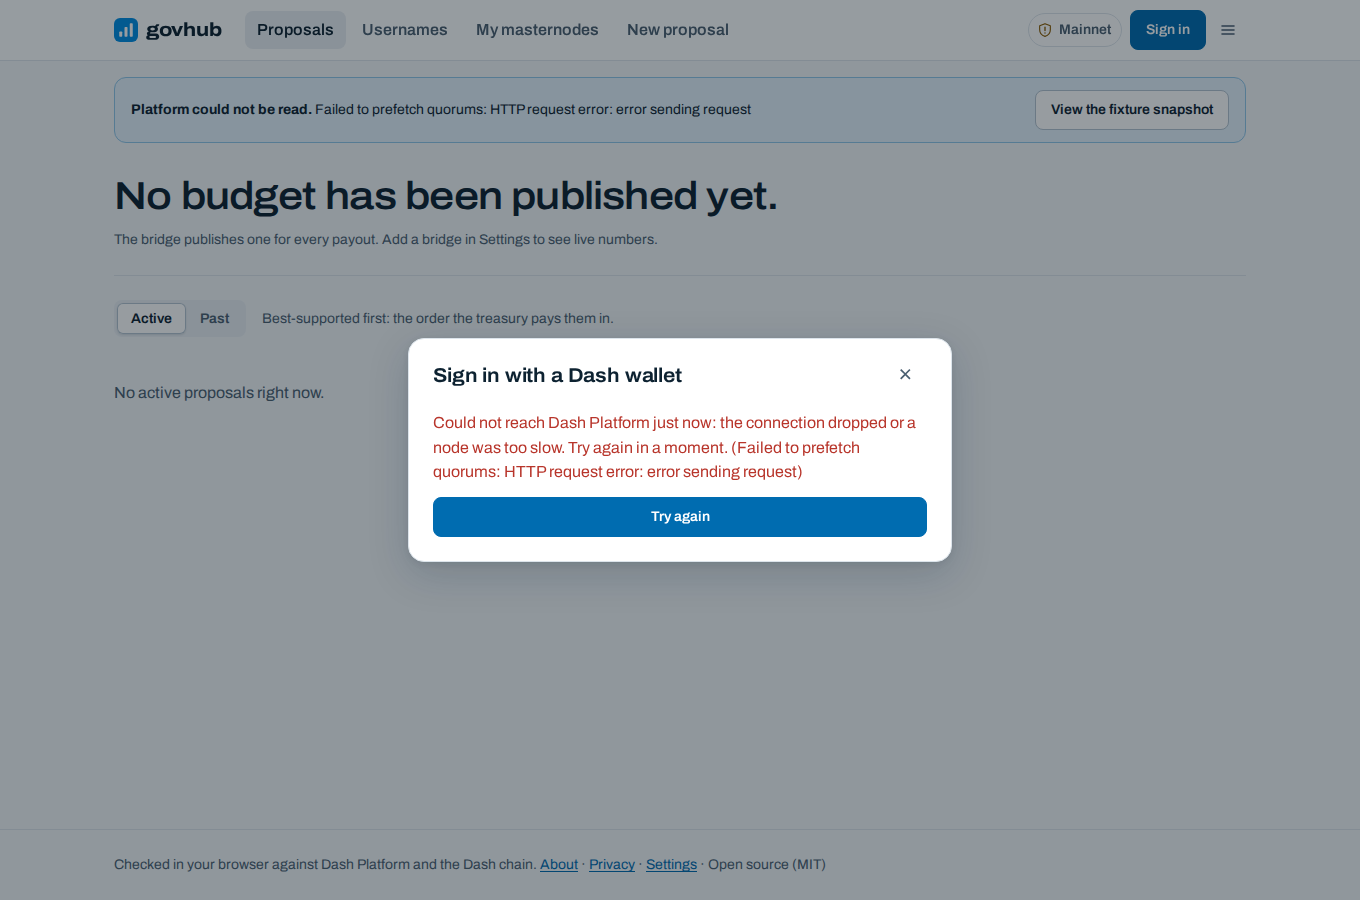 govhub
Proposals
Usernames
My masternodes
New proposal
Mainnet
Sign in
Platform could not be read. Failed to prefetch quorums: HTTP request error: error sending request
View the fixture snapshot
No budget has been published yet.
The bridge publishes one for every payout. Add a bridge in Settings to see live numbers.
Active
Past
Best-supported first: the order the treasury pays them in.
No active proposals right now.
Sign in with a Dash wallet
Could not reach Dash Platform just now: the connection dropped or a
node was too slow. Try again in a moment. (Failed to prefetch
quorums: HTTP request error: error sending request)
Try again
Checked in your browser against Dash Platform and the Dash chain. About · Privacy · Settings · Open source (MIT)